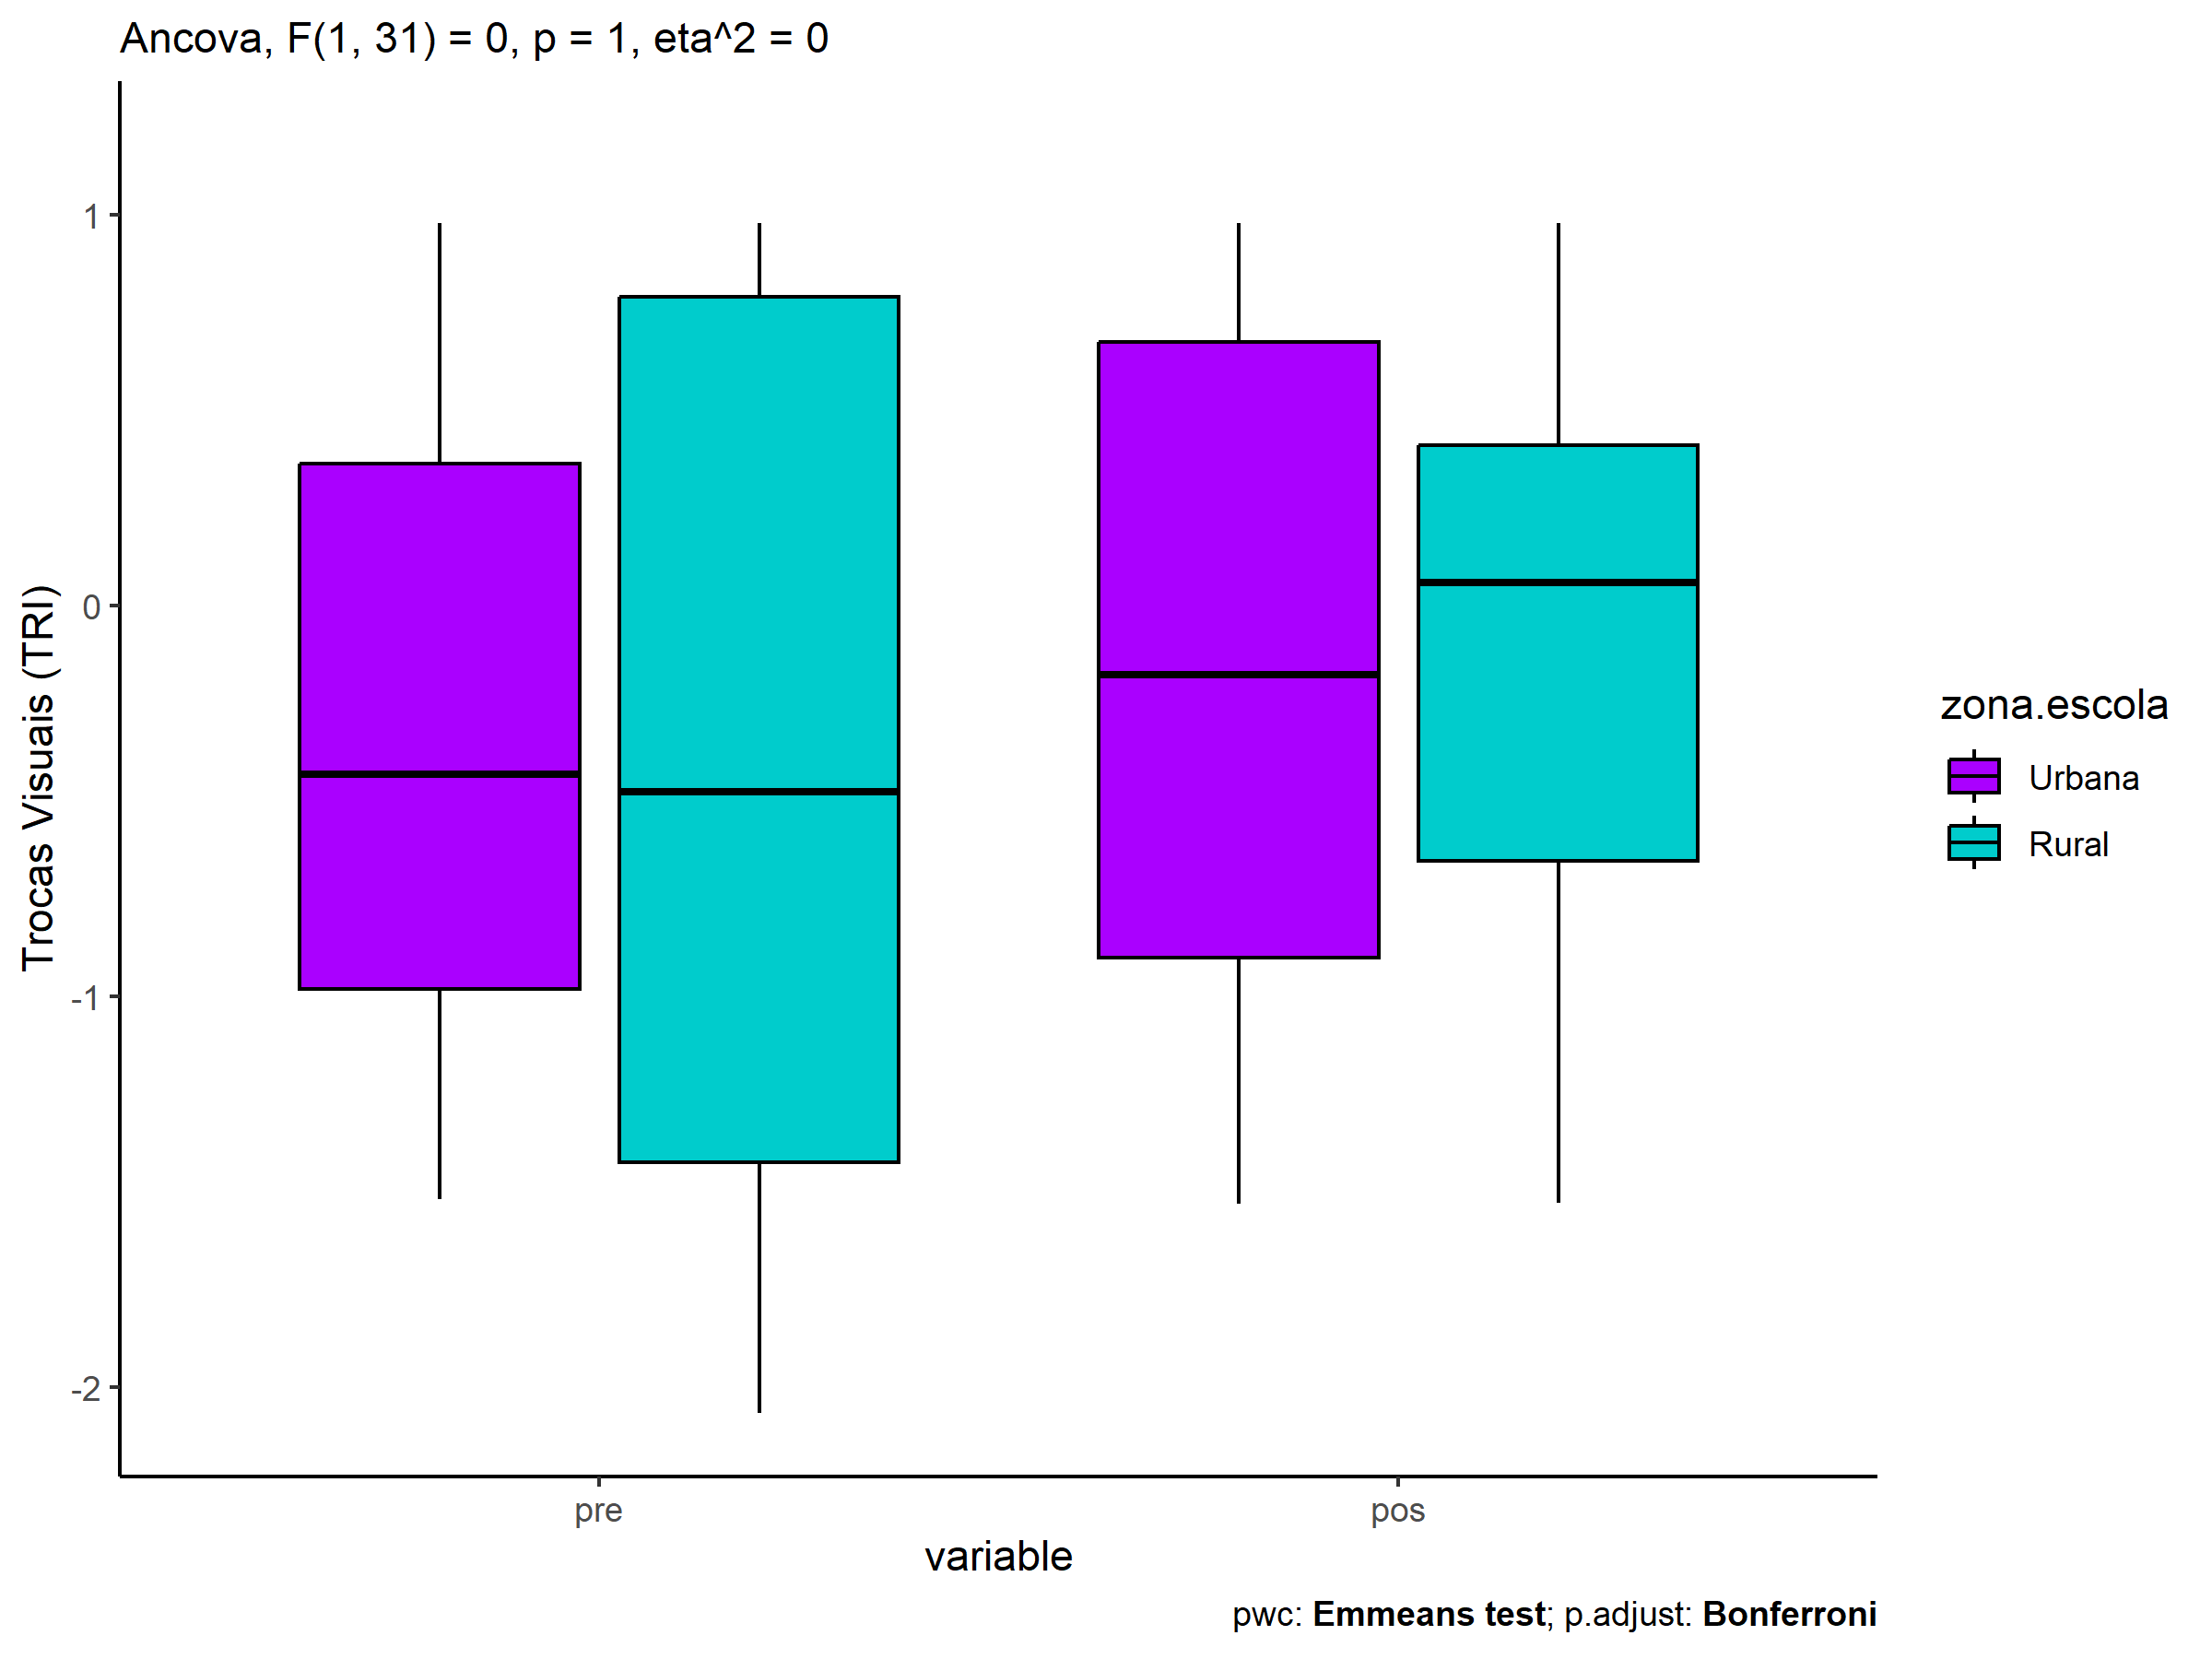 Ancova, F(1, 31) = 0, p = 1, eta^2 = 0
Trocas Visuais (TRI)
1
0
-1
-2
pre
pos
variable
zona.escola
Urbana
Rural
pwc: Emmeans test; p.adjust: Bonferroni